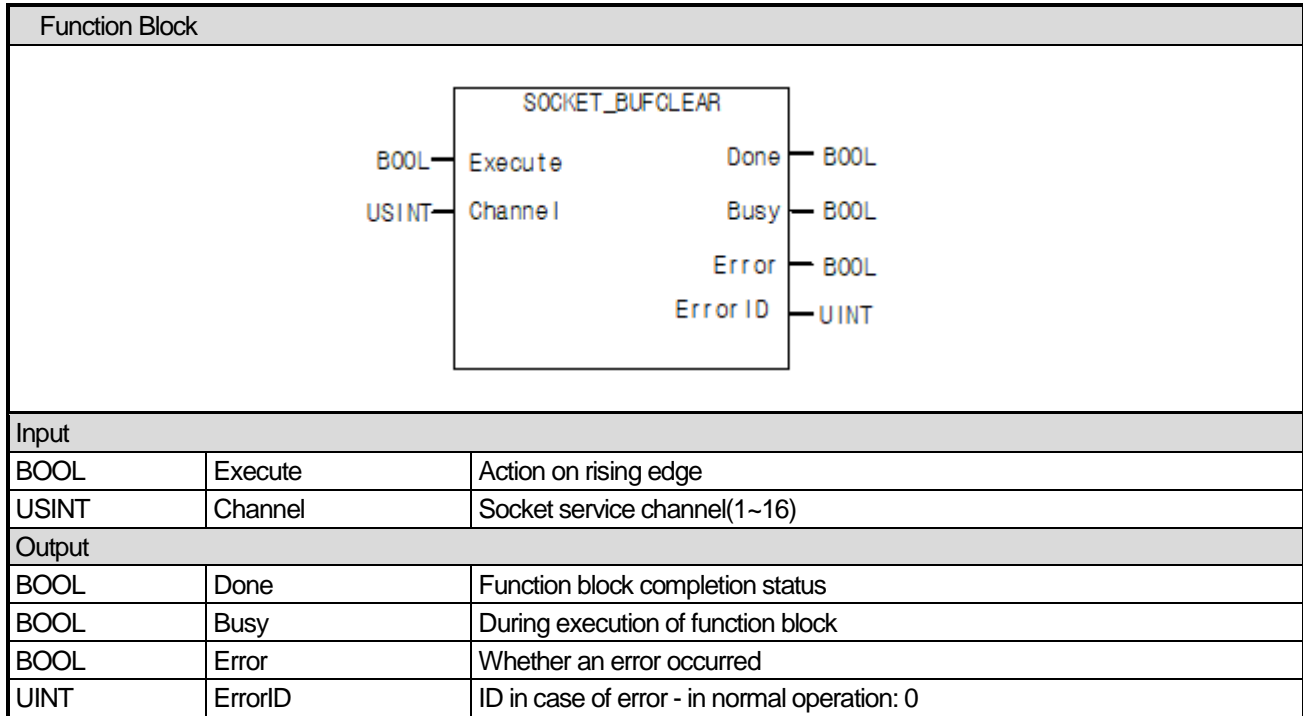 Function Block
SOCKET_BUFCLEAR
BOOL Execute Done BOOL
USINT Channel Busy BOOL
Error BOOL
ErrorID UINT
Input
BOOL Execute Action on rising edge
USINT Channel Socket service channel(1~16)
Output
BOOL Done Function block completion status
BOOL Busy During execution of function block
BOOL Error Whether an error occurred
UINT ErrorID ID in case of error - in normal operation: 0